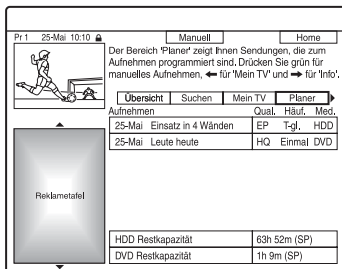 Pr 1 25-Mai 10:10 Manuell Home
Der Bereich 'Planer' zeigt Ihnen Sendungen, die zum
Aufnehmen programmiert sind. Drücken Sie grün für
manuelles Aufnehmen, ← für 'Mein TV' und → für 'Info'.
Übersicht Suchen Mein TV Planer
Aufnehmen Qual. Häuf. Med.
25-Mai Einsatz in 4 Wänden EP T-gl. HDD
25-Mai Leute heute HQ Einmal DVD
Reklametafel
HDD Restkapazität 63h 52m (SP)
DVD Restkapazität 1h 9m (SP)